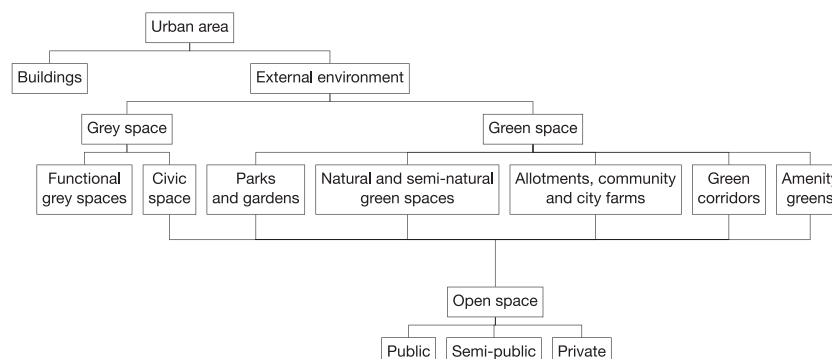 Urban area
Buildings
External environment
Grey space
Green space
Functional
grey spaces
Civic
space
Parks
and gardens
Natural and semi-natural
green spaces
Allotments, community
and city farms
Green
corridors
Amenity
greens
Open space
Public
Semi-public
Private